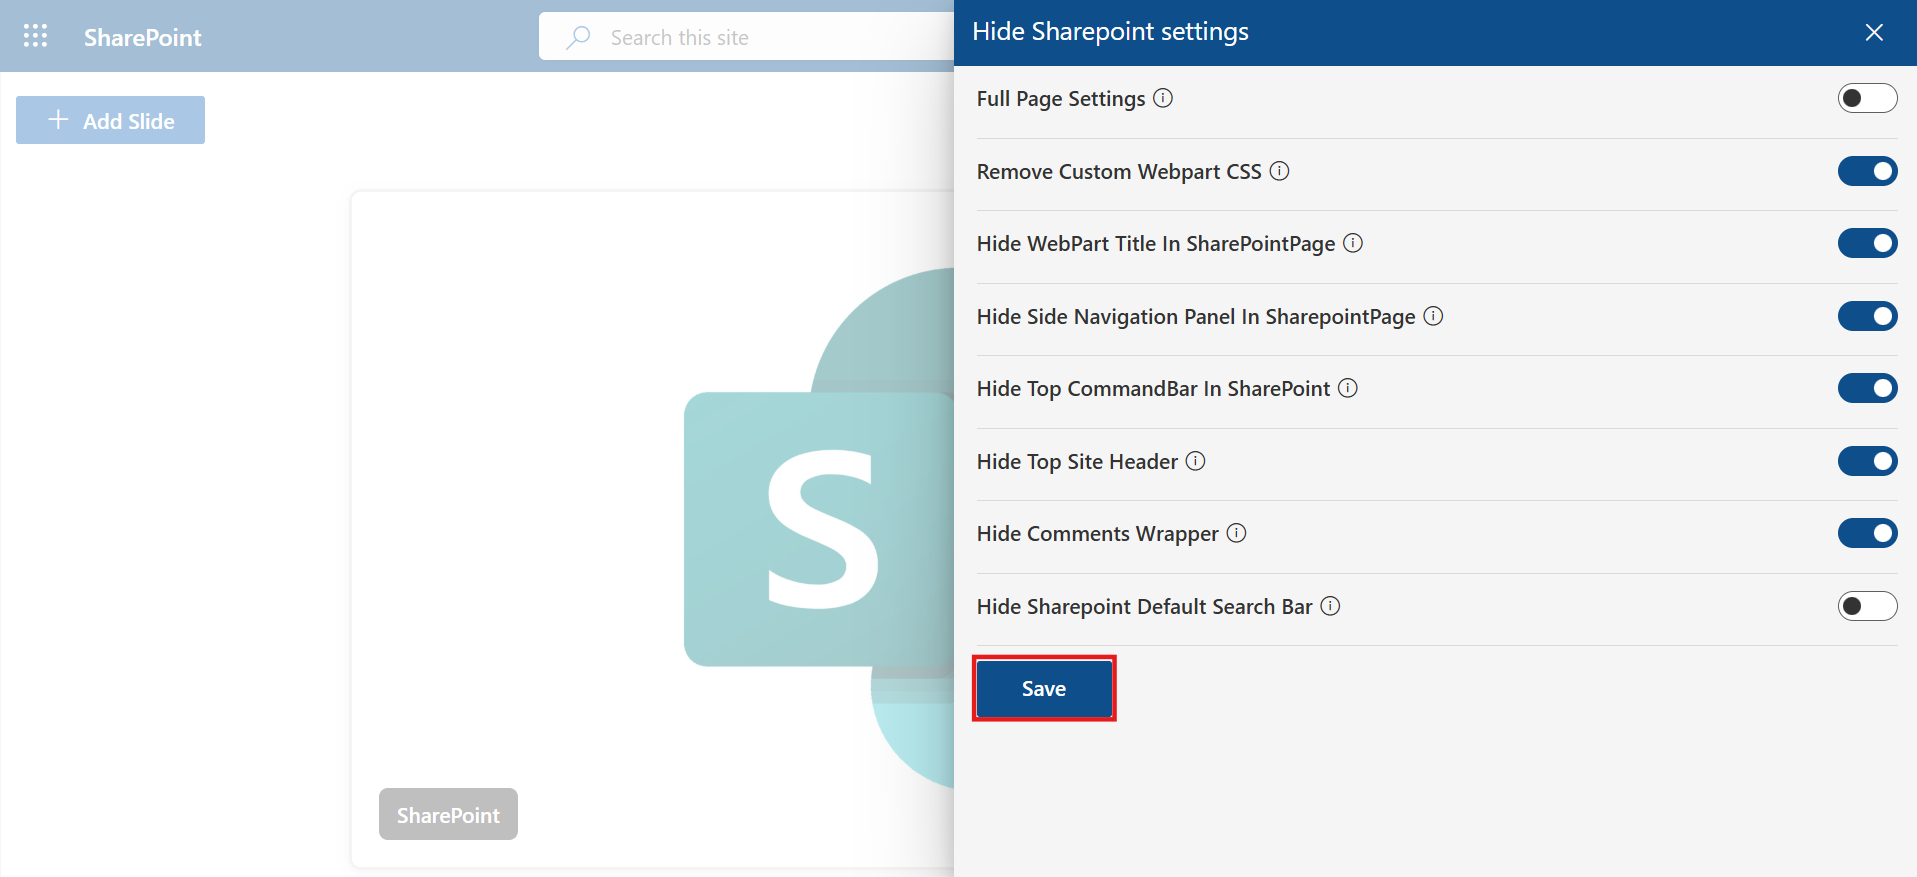 SharePoint
Search this site
Add Slide
S
SharePoint
Hide Sharepoint settings
Full Page Settings
Remove Custom Webpart CSS
Hide WebPart Title In SharePointPage
Hide Side Navigation Panel In SharepointPage
Hide Top CommandBar In SharePoint
Hide Top Site Header
Hide Comments Wrapper
Hide Sharepoint Default Search Bar
Save